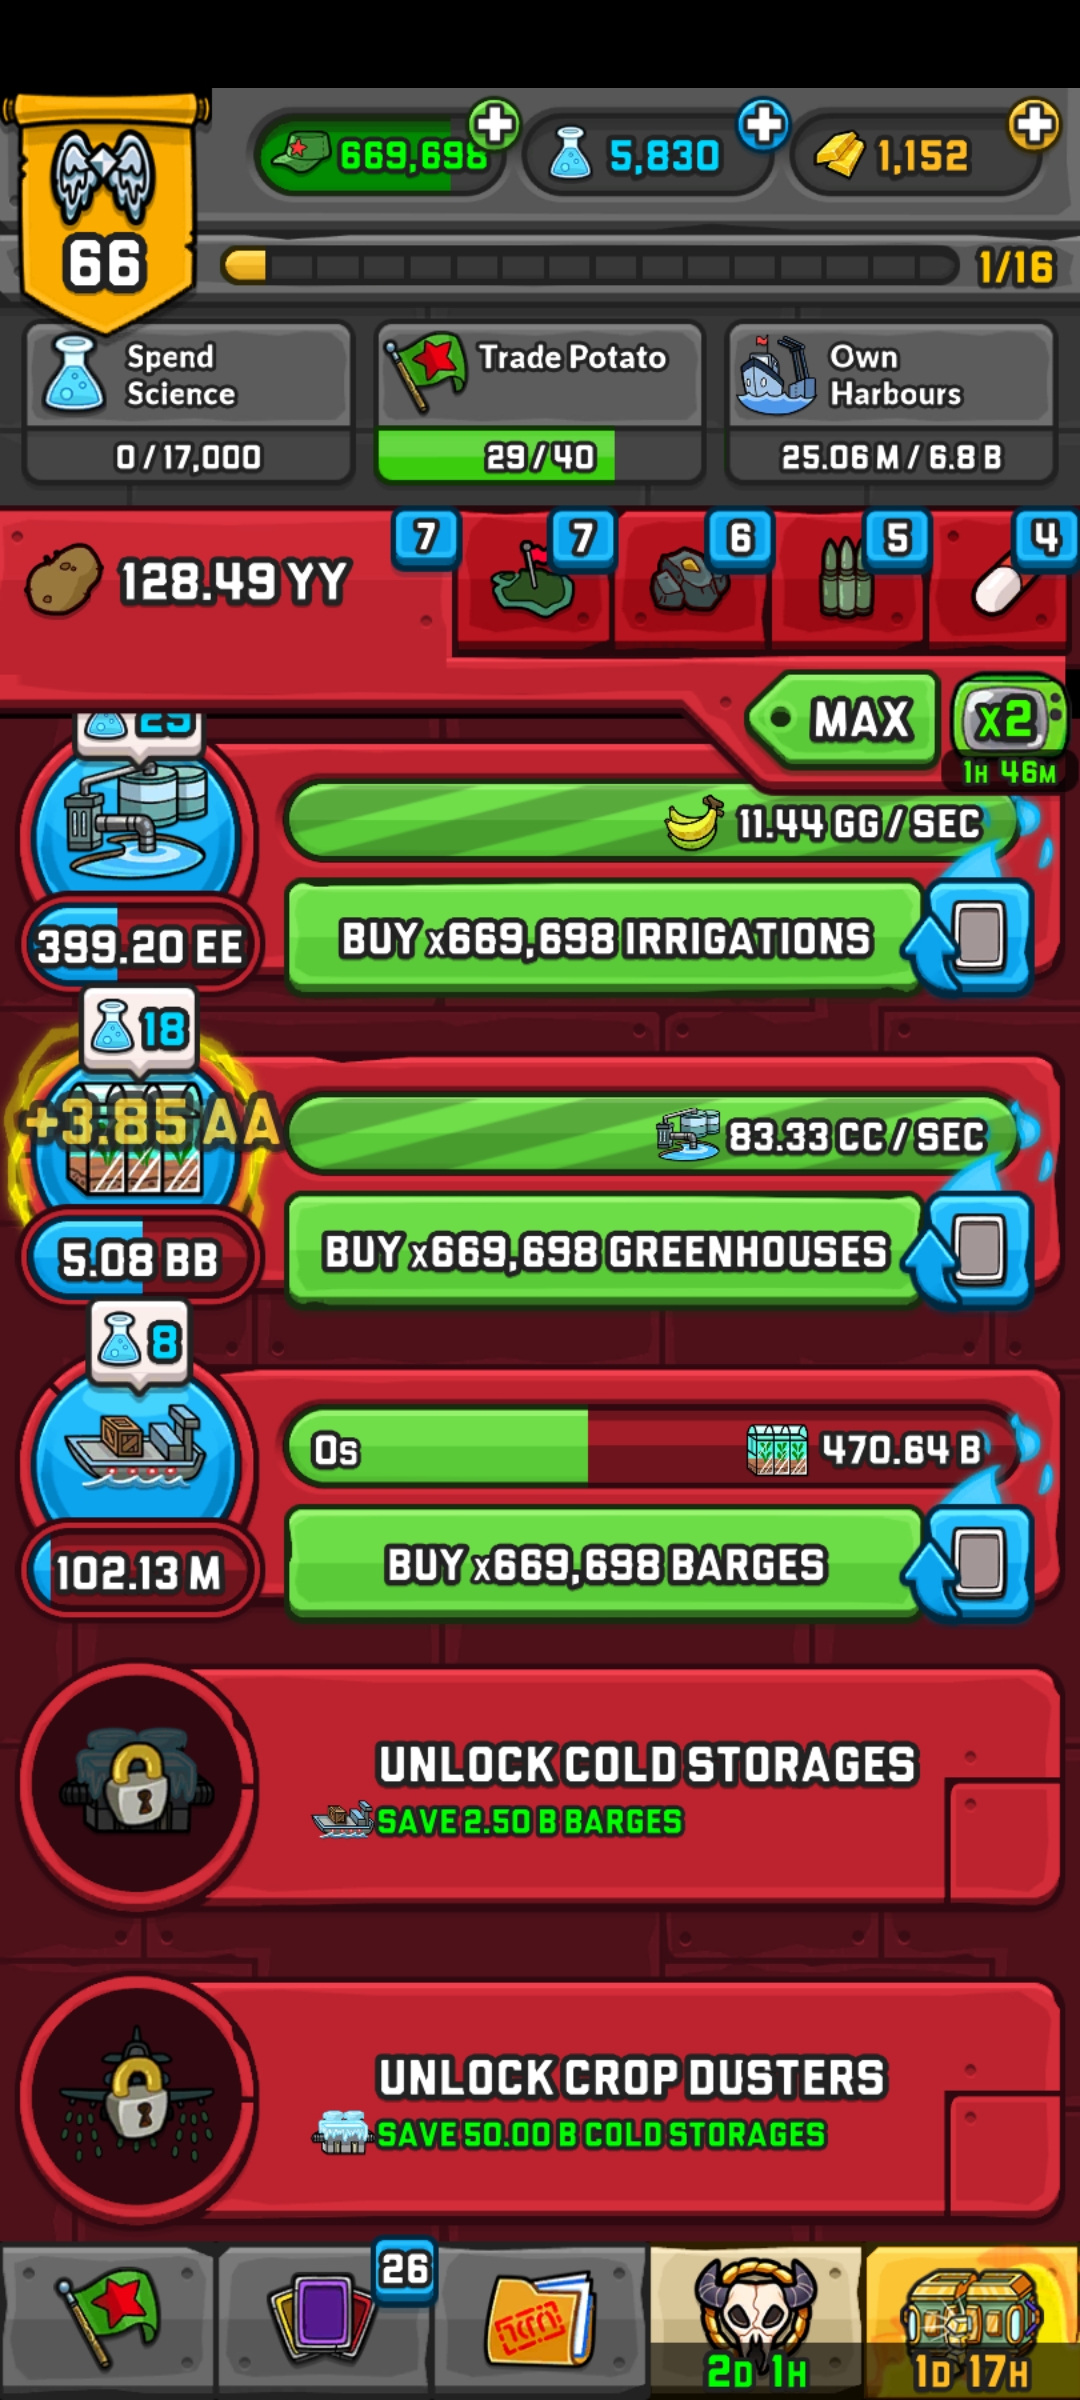 669,698
5,830
1,152
66
1/16
Spend
Science
0/17,000
Trade Potato
29/40
Own
Harbours
25.06 M / 6.8 B
128.49 YY
7
7
6
5
4
MAX
x2
1H 46M
11.44 GG / SEC
399.20 EE
BUY x669,698 IRRIGATIONS
18
+3.85 AA
83.33 CC / SEC
5.08 BB
BUY x669,698 GREENHOUSES
8
0s
470.64 B
102.13 M
BUY x669,698 BARGES
UNLOCK COLD STORAGES
SAVE 2.50 B BARGES
UNLOCK CROP DUSTERS
SAVE 50.00 B COLD STORAGES
26
2D 1H
1D 17H